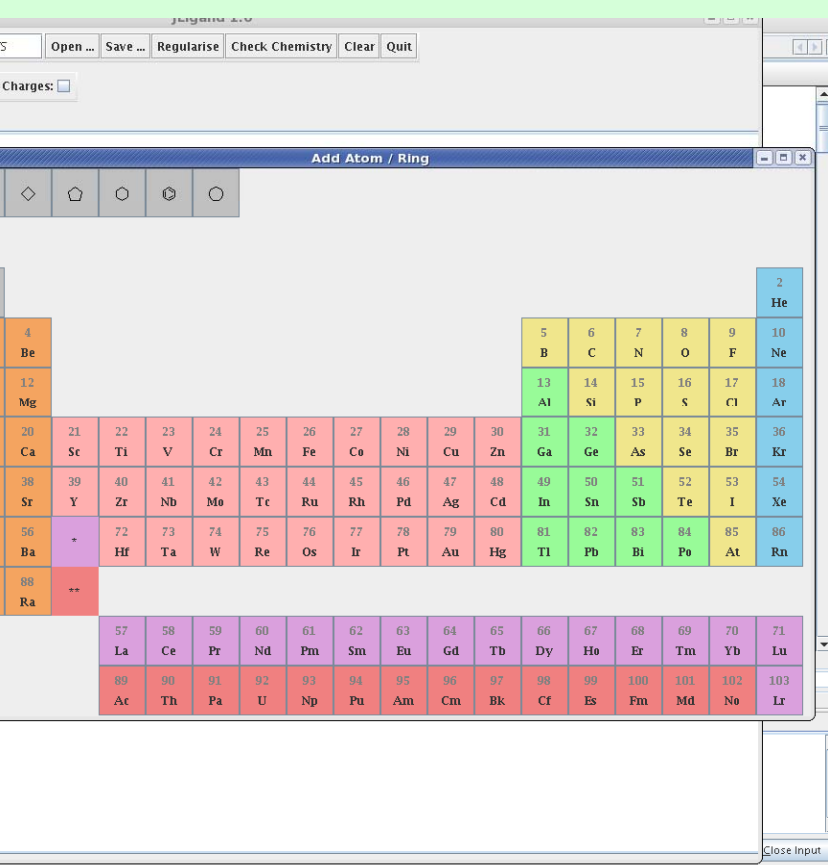 JLigand 1.0
Open ... Save ... Regularise Check Chemistry Clear Quit
Charges:
Add Atom / Ring
2
He
4 5 6 7 8 9 10
Be B C N O F Ne
12 13 14 15 16 17 18
Mg Al Si P S Cl Ar
20 21 22 23 24 25 26 27 28 29 30 31 32 33 34 35 36
Ca Sc Ti V Cr Mn Fe Co Ni Cu Zn Ga Ge As Se Br Kr
38 39 40 41 42 43 44 45 46 47 48 49 50 51 52 53 54
Sr Y Zr Nb Mo Tc Ru Rh Pd Ag Cd In Sn Sb Te I Xe
56 72 73 74 75 76 77 78 79 80 81 82 83 84 85 86
Ba * Hf Ta W Re Os Ir Pt Au Hg Tl Pb Bi Po At Rn
88
Ra **
57 58 59 60 61 62 63 64 65 66 67 68 69 70 71
La Ce Pr Nd Pm Sm Eu Gd Tb Dy Ho Er Tm Yb Lu
89 90 91 92 93 94 95 96 97 98 99 100 101 102 103
Ac Th Pa U Np Pu Am Cm Bk Cf Es Fm Md No Lr
Close Input